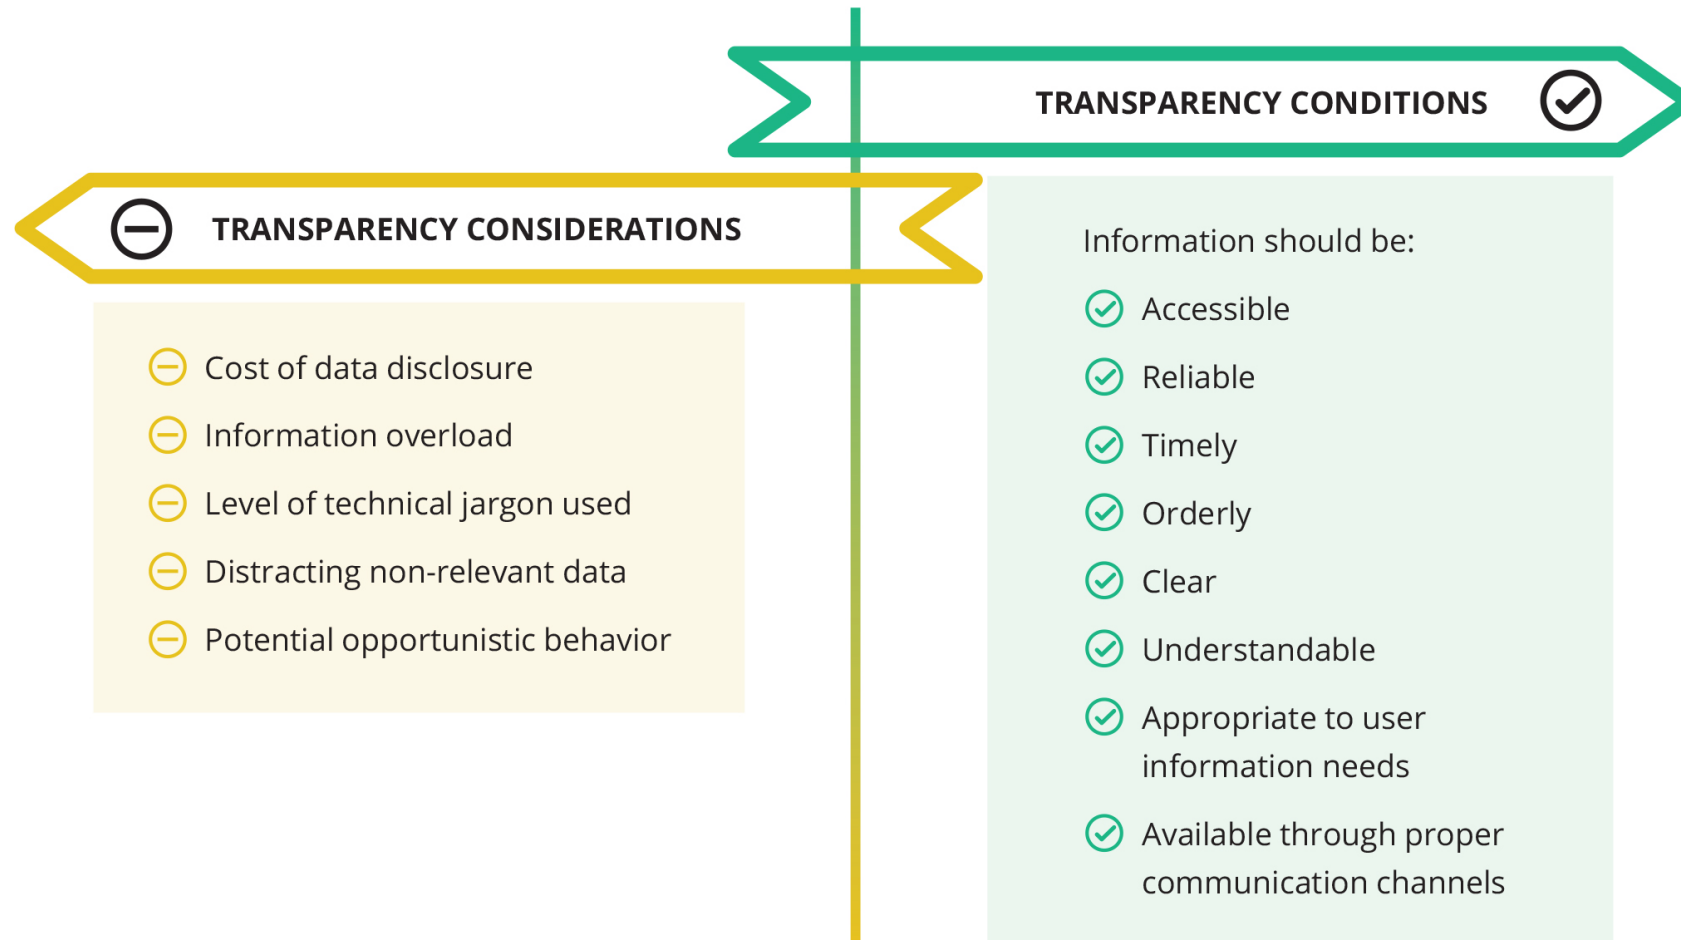 TRANSPARENCY CONDITIONS
TRANSPARENCY CONSIDERATIONS
Cost of data disclosure
Information overload
Level of technical jargon used
Distracting non-relevant data
Potential opportunistic behavior
Information should be:
Accessible
Reliable
Timely
Orderly
Clear
Understandable
Appropriate to user
information needs
Available through proper
communication channels